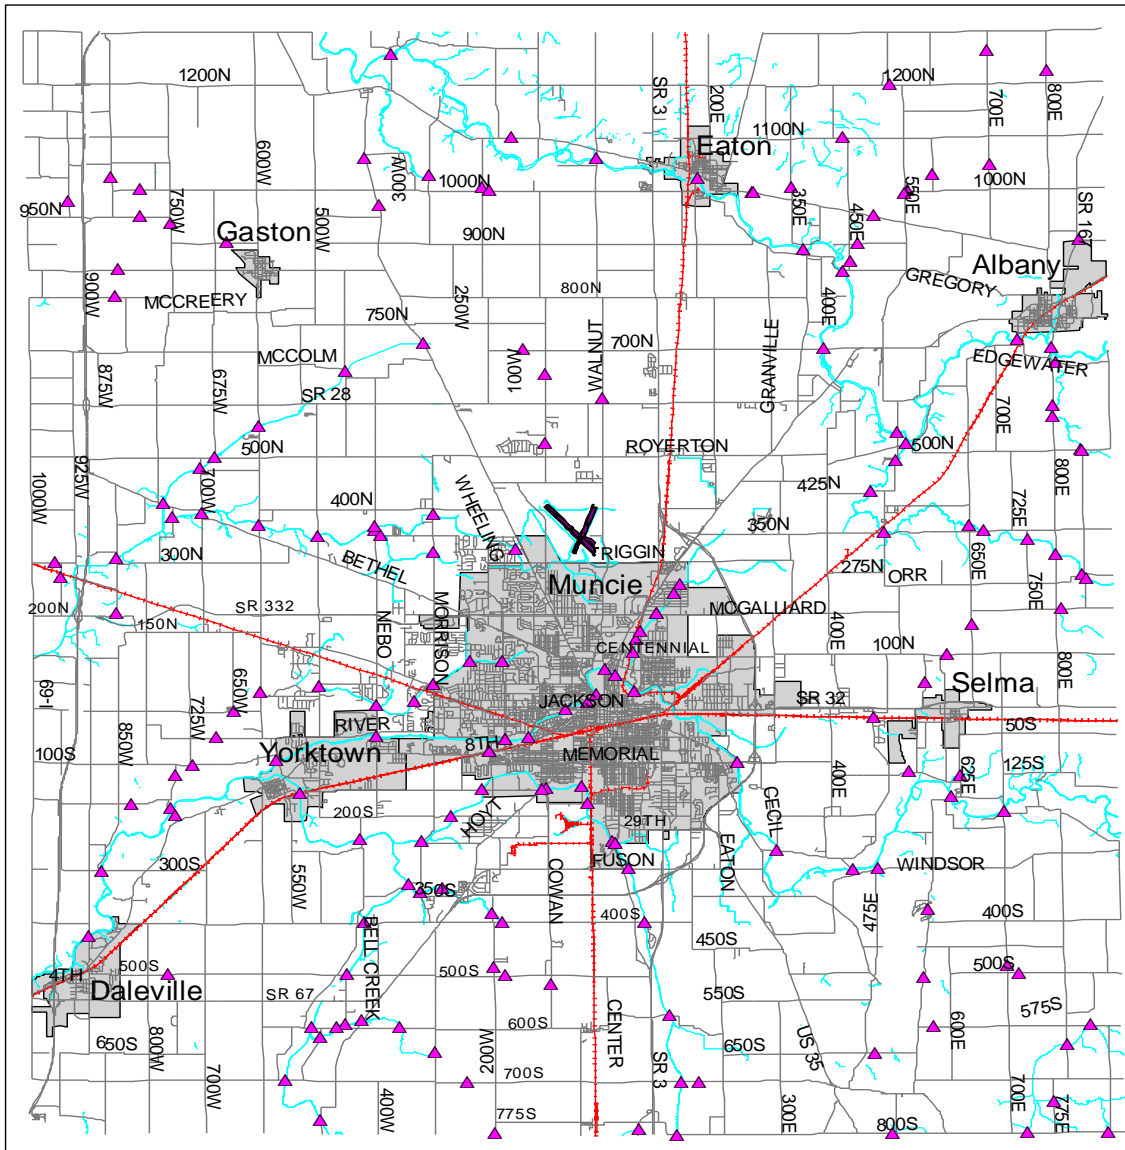 1200N
SR 3
200E
1200N
700E
800E
1100N
Eaton
600W
300W
1000N
1000N
350E
550E
750W
950N
500W
450E
SR 16
Gaston
900N
Albany
900W
MCCREERY
250W
800N
GREGORY
750N
400E
WALNUT
GRANVILLE
MCCOLM
100W
700N
EDGEWATER
875W
675W
SR 28
700E
500N
ROYERTON
500N
925W
1000W
700W
WHEELING
425N
800E
400N
350N
725E
300N
BETHEL
RIGGIN
275N
650E
ORR
750E
Muncie
200N
150N
SR 332
NEBO
MORRISON
MCGALLIARD
400E
100N
CENTENNIAL
800E
650W
I-69
725W
Selma
JACKSON
SR 32
RIVER
50S
850W
100S
Yorktown
8TH
MEMORIAL
400E
625E
125S
200S
HOYT
CECIL
29TH
EATON
300S
550W
FUSON
WINDSOR
350S
COWAN
475E
400S
400S
BELL CREEK
450S
4TH
500S
500S
500S
Daleville
SR 67
550S
575S
600S
CENTER
600E
650S
800W
200W
SR 3
650S
US 35
700W
700S
400W
300E
700E
775E
775S
800S